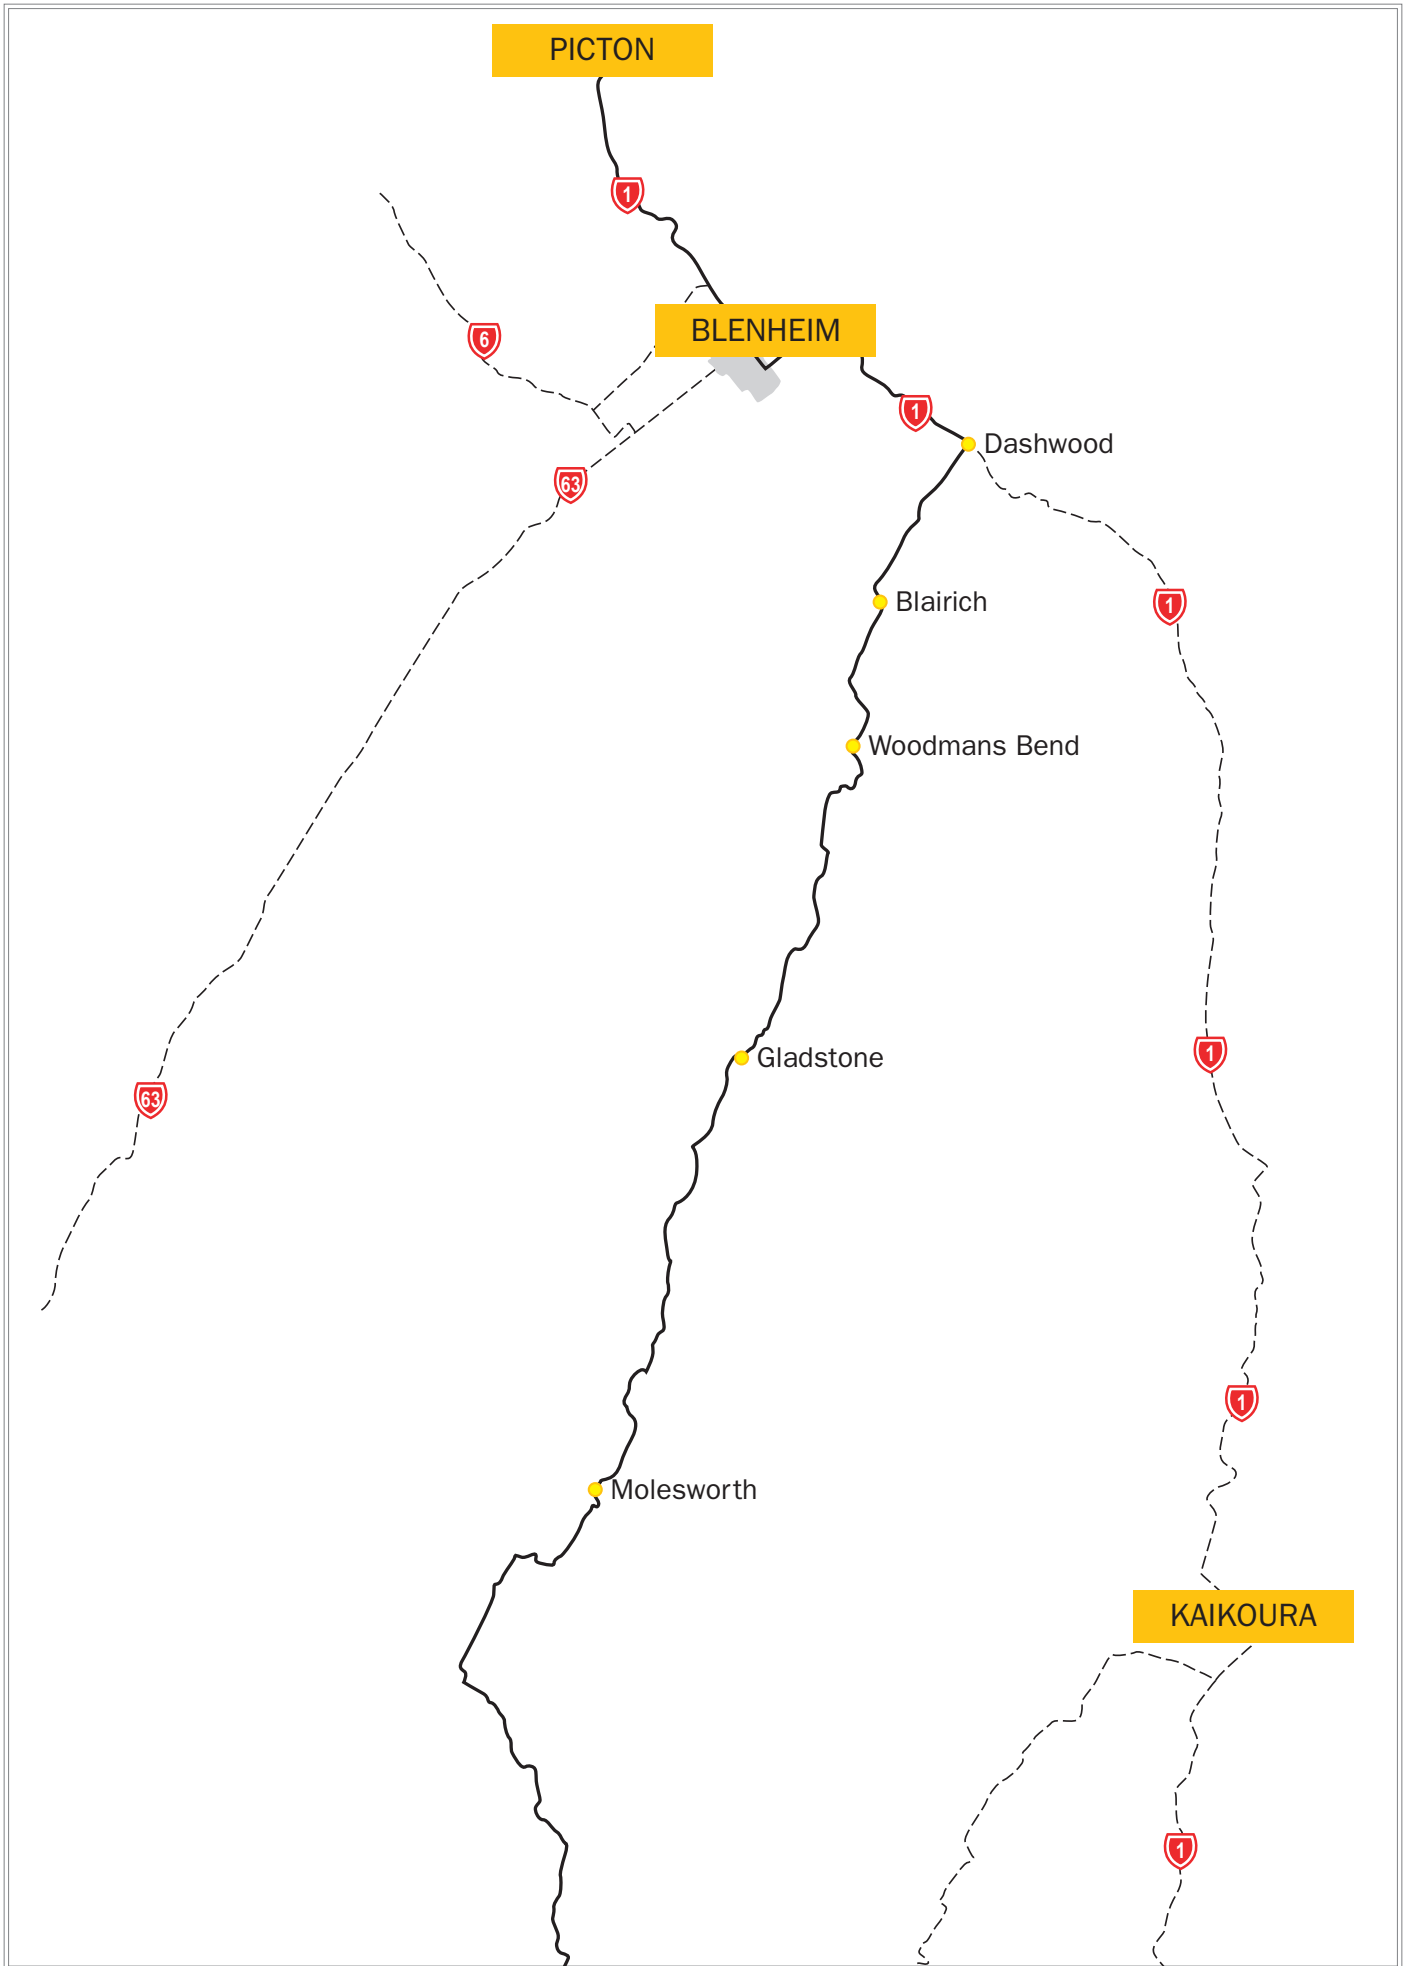 PICTON
1
BLENHEIM
6
1
Dashwood
63
Blairich
1
Woodmans Bend
1
Gladstone
63
1
Molesworth
KAIKOURA
1